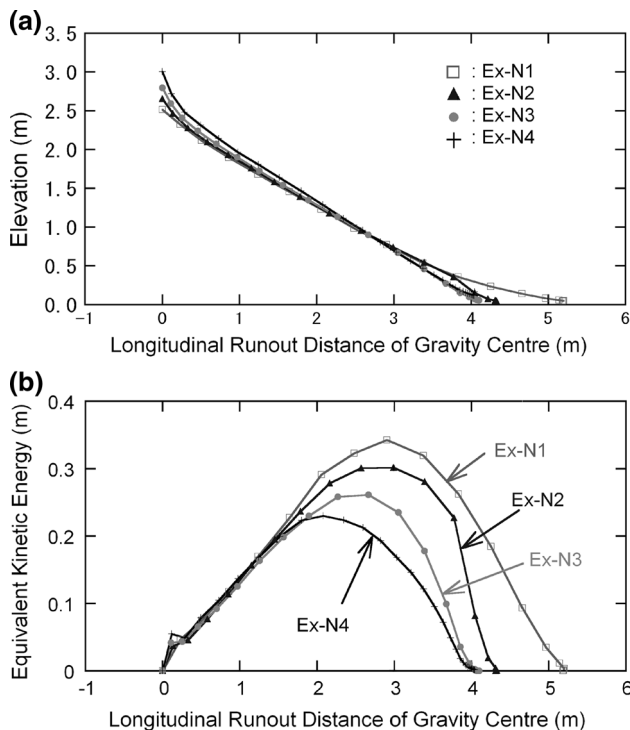 (a)
3.5
3.0
2.5
2.0
1.5
1.0
0.5
0.0
Elevation (m)
: Ex-N1
: Ex-N2
: Ex-N3
: Ex-N4
-1 0 1 2 3 4 5 6
Longitudinal Runout Distance of Gravity Centre (m)
(b)
0.4
0.3
0.2
0.1
0
Equivalent Kinetic Energy (m)
Ex-N1
Ex-N2
Ex-N3
Ex-N4
-1 0 1 2 3 4 5 6
Longitudinal Runout Distance of Gravity Centre (m)